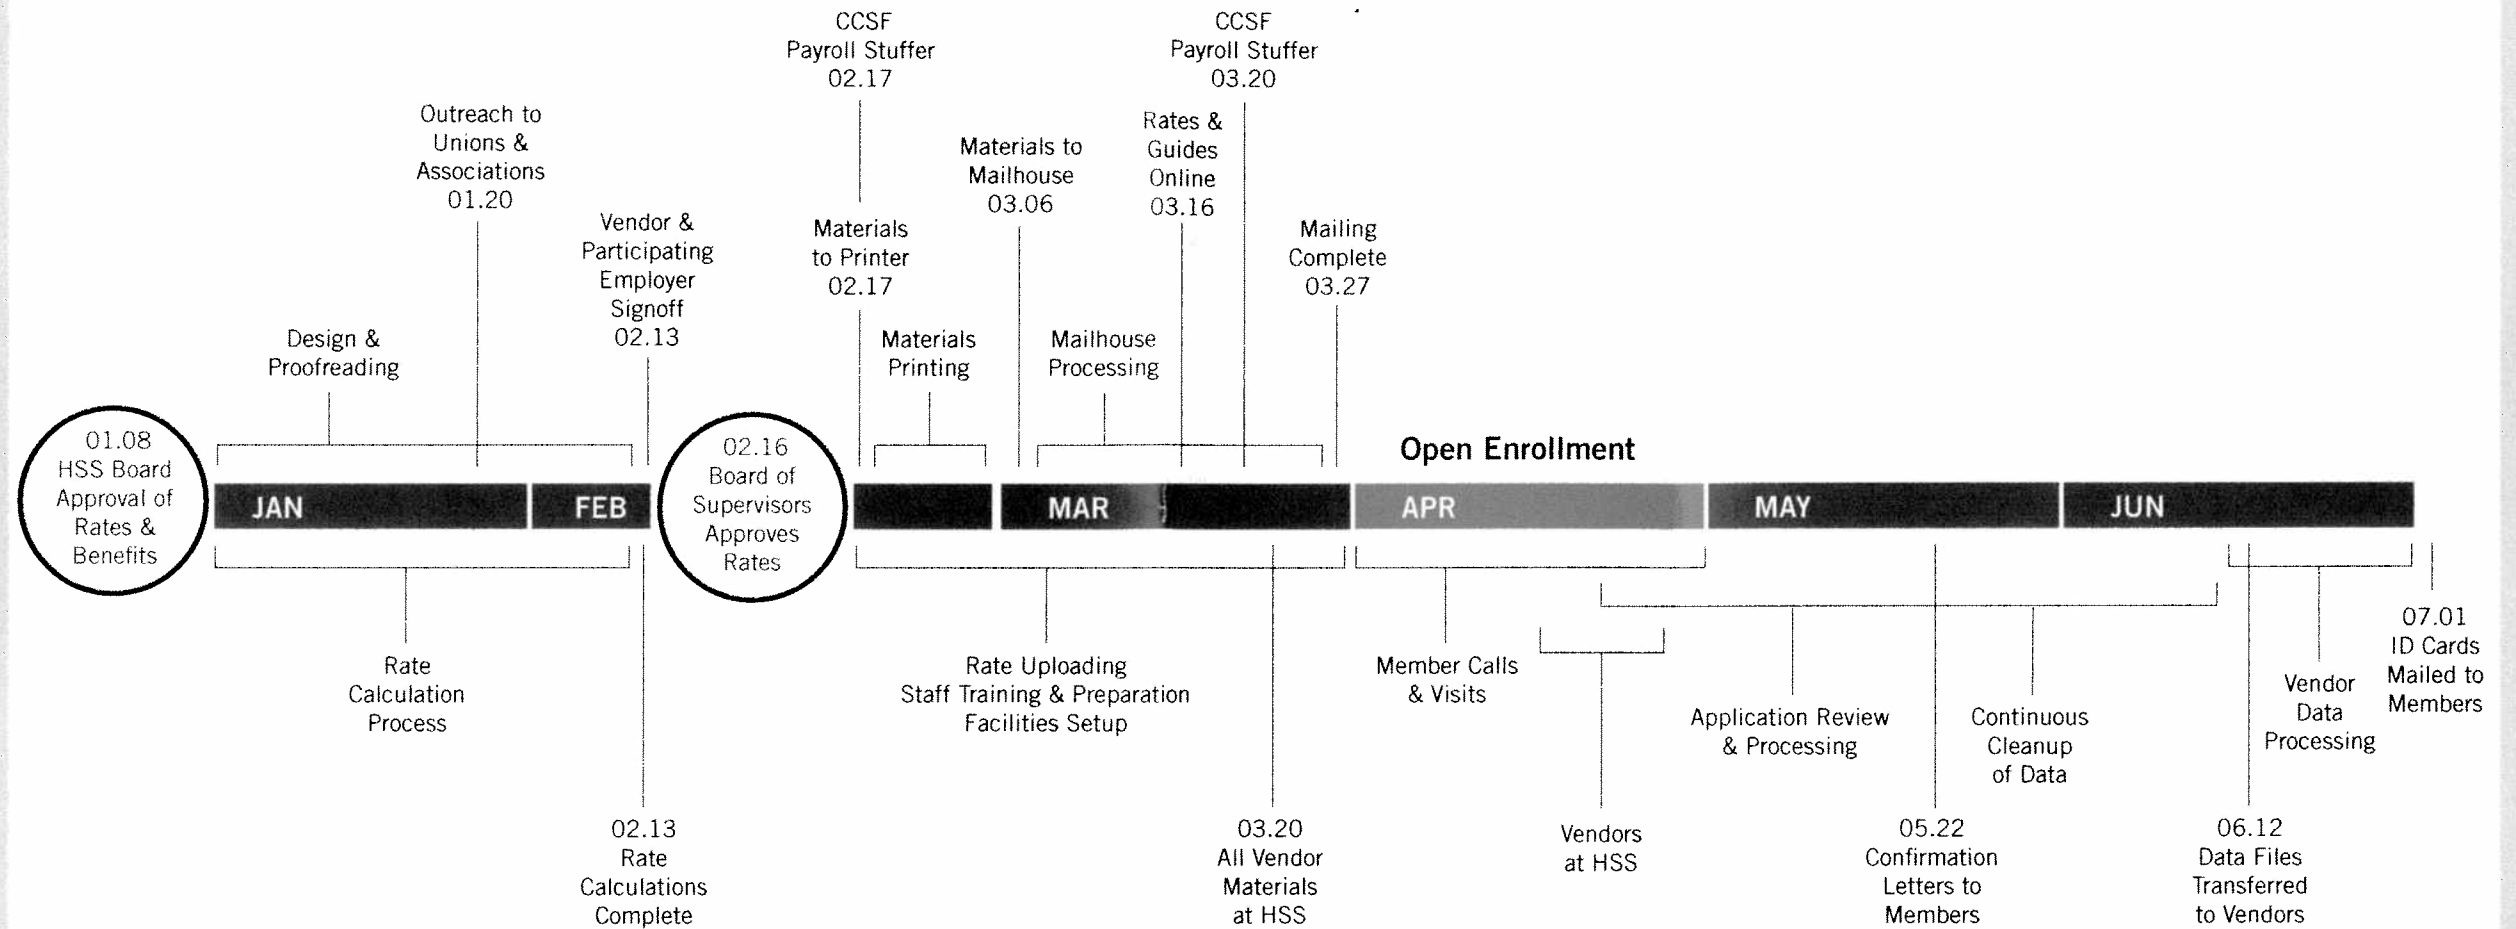 CCSF
Payroll Stuffer
02.17
CCSF
Payroll Stuffer
03.20
Outreach to
Unions &
Associations
01.20
Rates &
Guides
Online
03.16
Materials to
Mailhouse
03.06
Vendor &
Participating
Employer
Signoff
02.13
Materials
to Printer
02.17
Mailing
Complete
03.27
Design &
Proofreading
Materials
Printing
Mailhouse
Processing
01.08
HSS Board
Approval of
Rates &
Benefits
02.16
Board of
Supervisors
Approves
Rates
Open Enrollment
JAN
FEB
MAR
APR
MAY
JUN
Rate
Calculation
Process
Rate Uploading
Staff Training & Preparation
Facilities Setup
Member Calls
& Visits
Application Review
& Processing
Continuous
Cleanup
of Data
Vendor
Data
Processing
07.01
ID Cards
Mailed to
Members
02.13
Rate
Calculations
Complete
03.20
All Vendor
Materials
at HSS
Vendors
at HSS
05.22
Confirmation
Letters to
Members
06.12
Data Files
Transferred
to Vendors